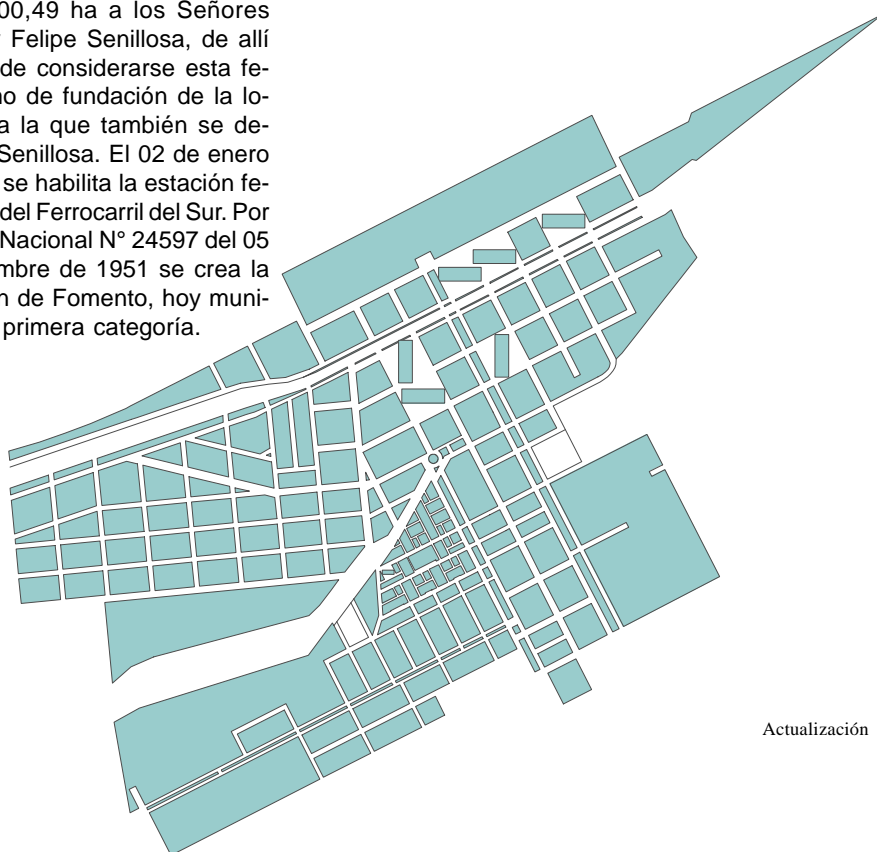 00,49 ha a los Señores
Felipe Senillosa, de allí
de considerarse esta fe-
no de fundación de la lo-
a la que también se de-
Senillosa. El 02 de enero
se habilita la estación fe-
del Ferrocarril del Sur. Por
Nacional N° 24597 del 05
mbre de 1951 se crea la
n de Fomento, hoy muni-
primera categoría.
Actualización